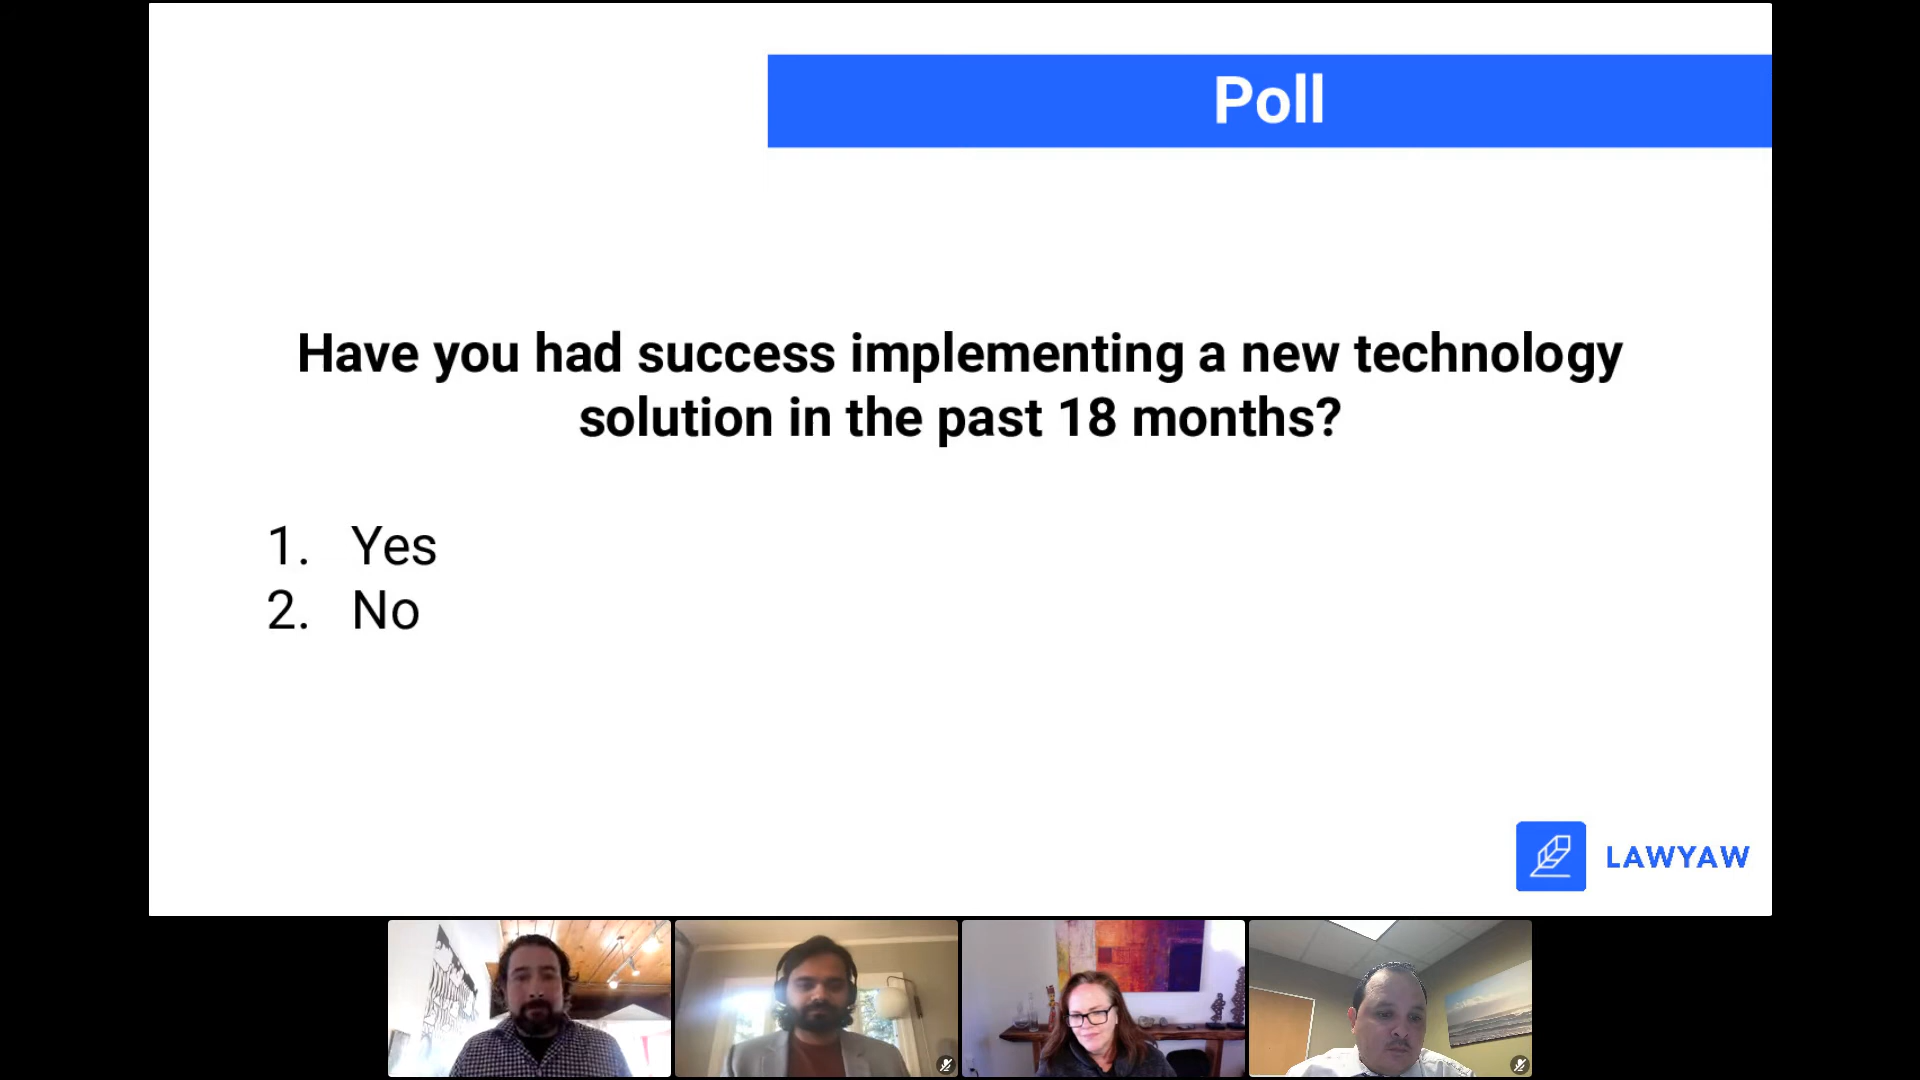 Poll
Have you had success implementing a new technology
solution in the past 18 months?
1. Yes
2. No
LAWYAW